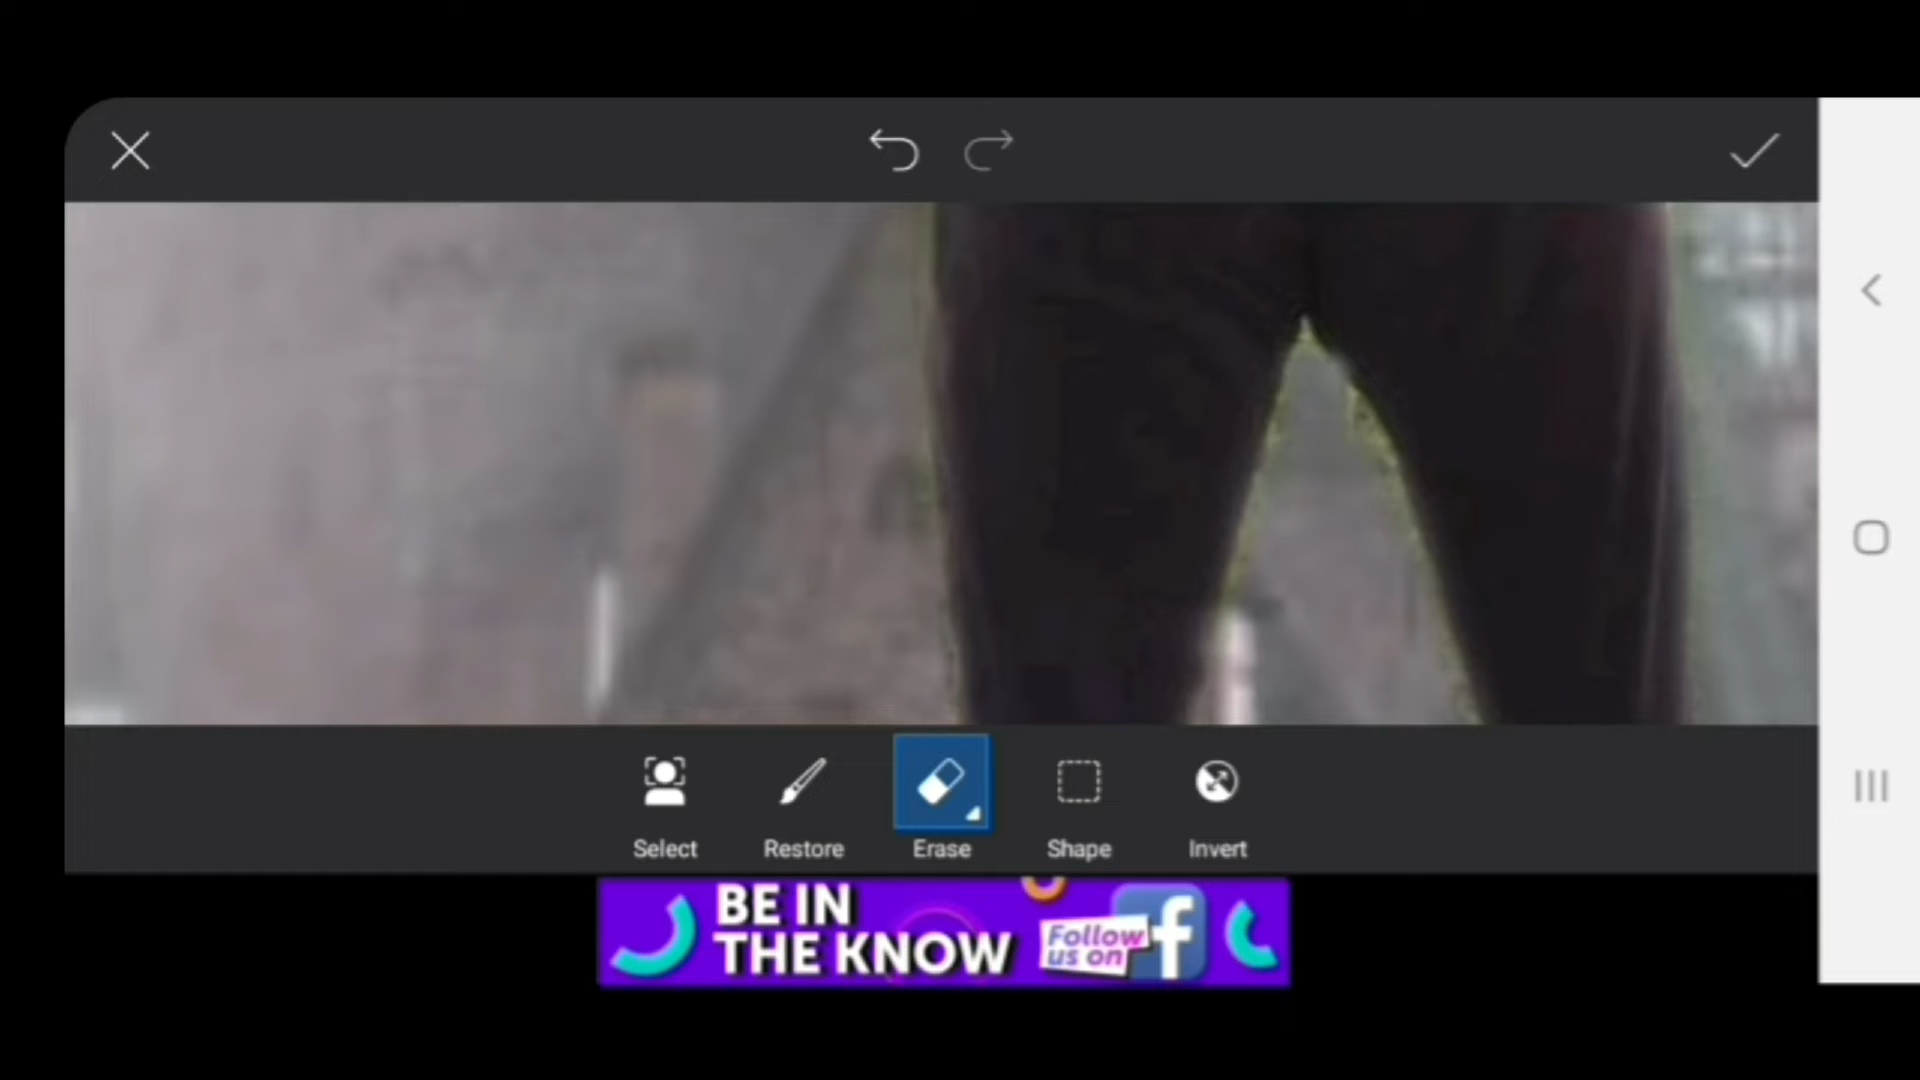 Select
Restore
Erase
Shape
Invert
BE IN
THE KNOW
Follow
us on
f